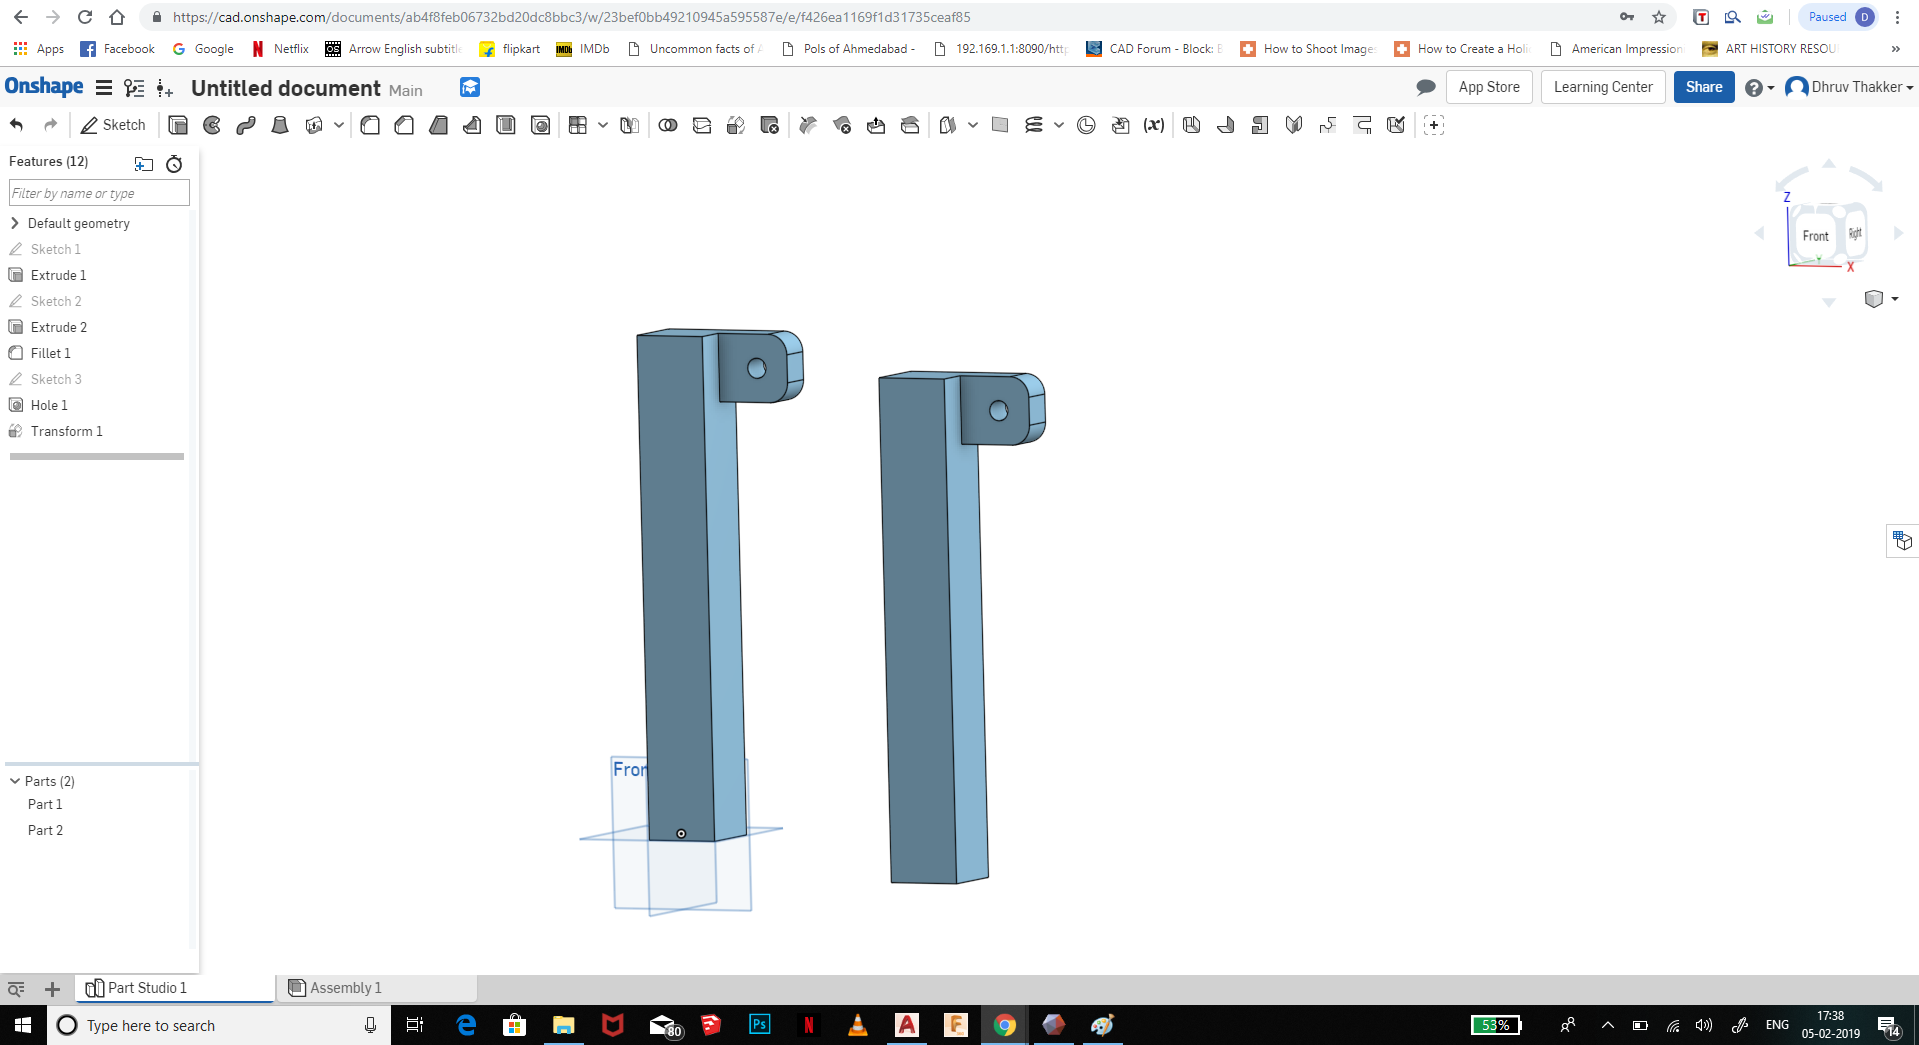 https://cad.onshape.com/documents/ab4f8feb06732bd20dc8bbc3/w/23bef0bb49210945a595587e/e/f426ea1169f1d31735ceaf85
Paused D
Apps Facebook Google Netflix Arrow English subtitle flipkart IMDb Uncommon facts of A Pols of Ahmedabad - 192.169.1.1:8090/http CAD Forum - Block: B How to Shoot Images How to Create a Holi American Impression ART HISTORY RESOU »
Onshape Untitled document Main App Store Learning Center Share Dhruv Thakker
Sketch (x)
Features (12)
Filter by name or type
Default geometry
Sketch 1
Extrude 1
Sketch 2
Extrude 2
Fillet 1
Sketch 3
Hole 1
Transform 1
Z
Front Right
Y
X
Fron
Parts (2)
Part 1
Part 2
Part Studio 1 Assembly 1
Type here to search 80 Ps N 53% ENG 17:38
05-02-2019 14